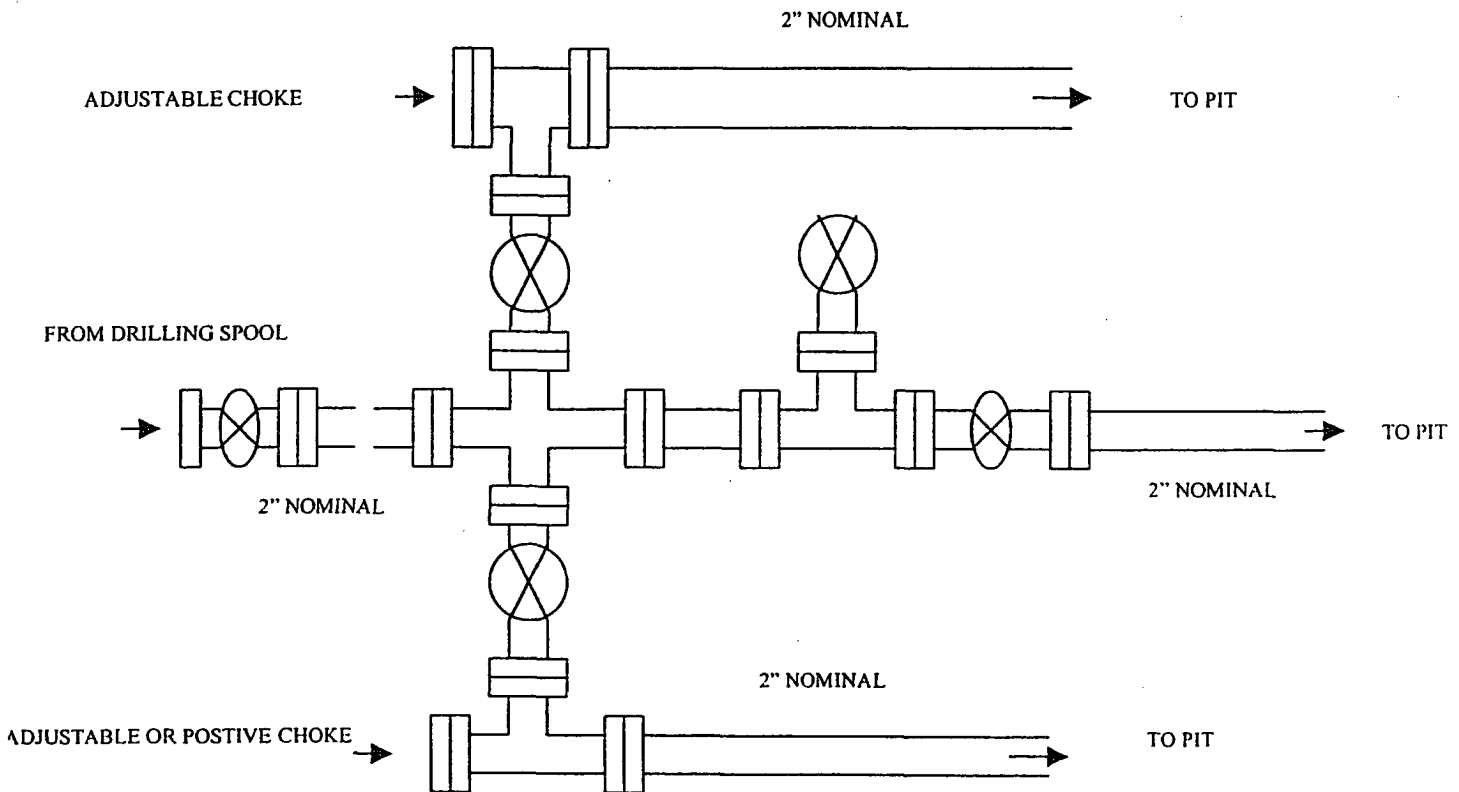 2” NOMINAL
ADJUSTABLE CHOKE
TO PIT
FROM DRILLING SPOOL
TO PIT
2” NOMINAL
2” NOMINAL
2” NOMINAL
ADJUSTABLE OR POSTIVE CHOKE
TO PIT